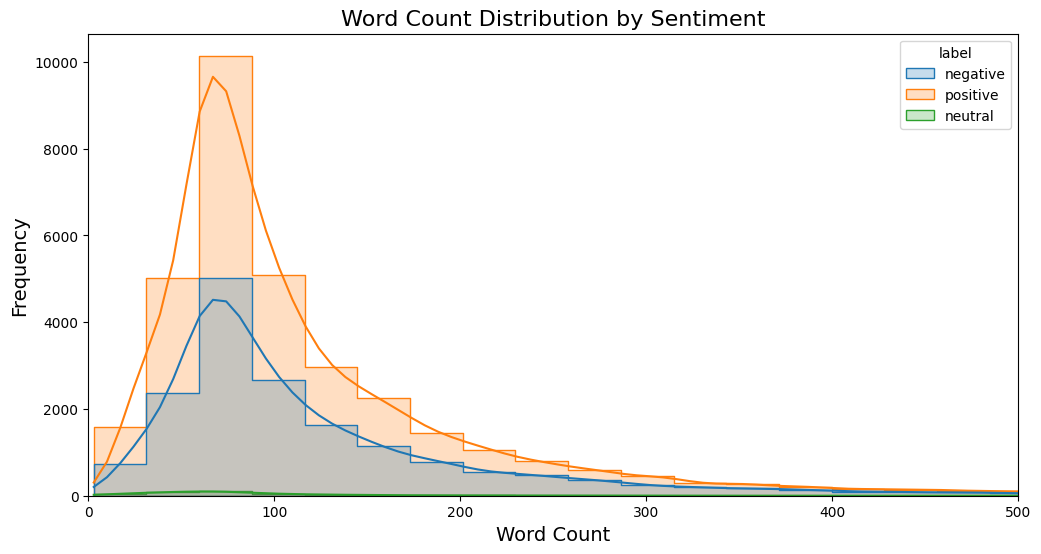 Word Count Distribution by Sentiment
label
negative
positive
neutral
Frequency
10000
8000
6000
4000
2000
0
0 100 200 300 400 500
Word Count